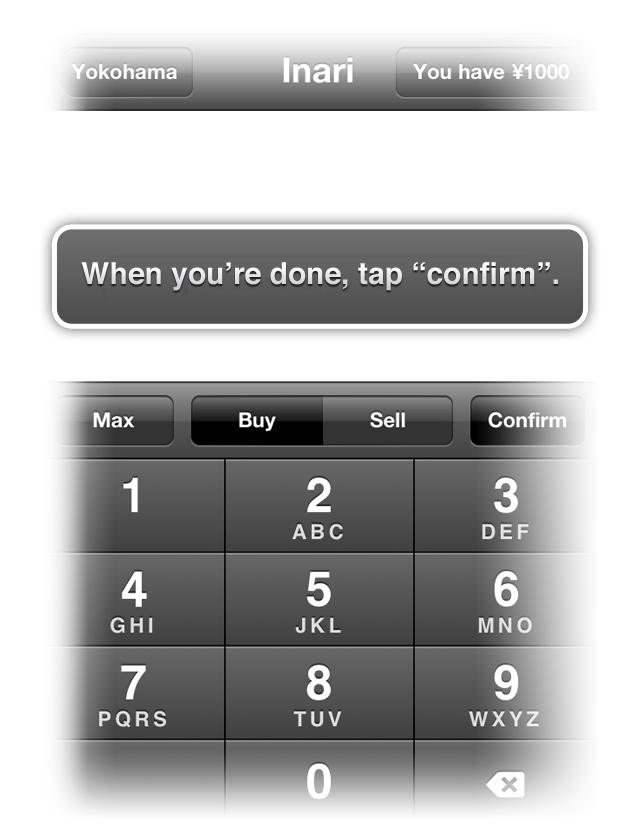 Yokohama Inari You have ¥1000
When you’re done, tap “confirm”.
Max Buy Sell Confirm
1 2 3
ABC DEF
4 5 6
GHI JKL MNO
7 8 9
PQRS TUV WXYZ
0